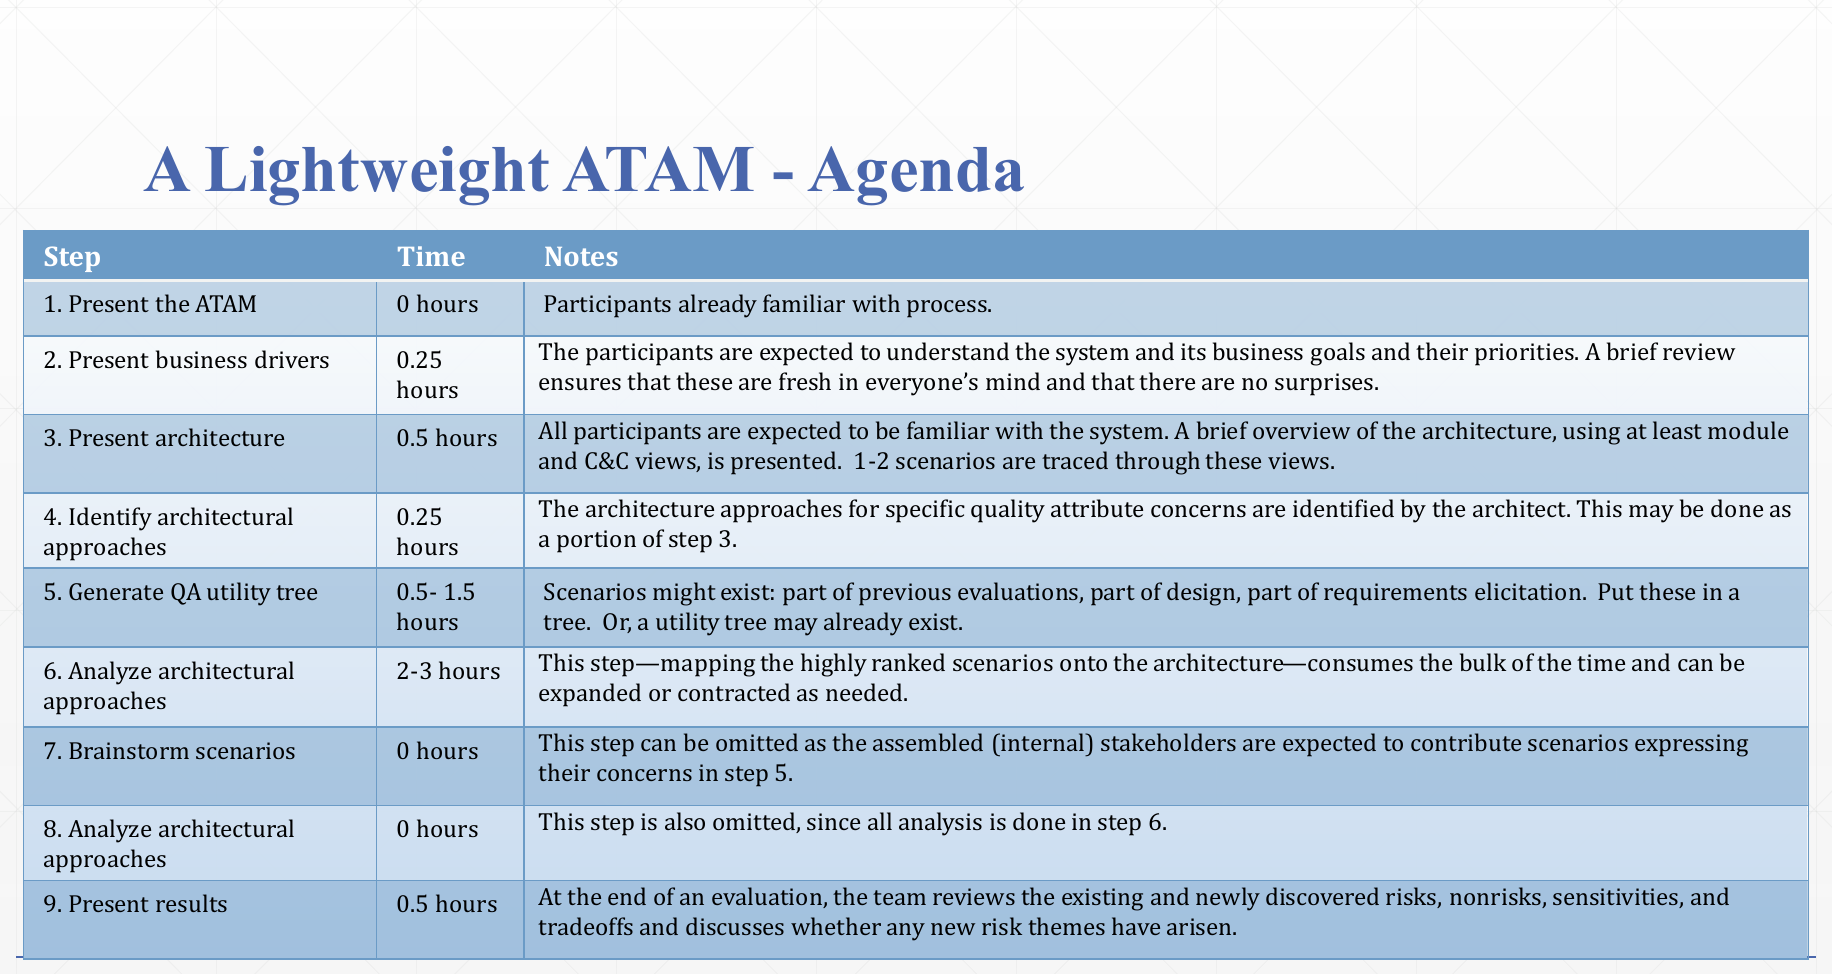 A Lightweight ATAM - Agenda
Step Time Notes
1. Present the ATAM 0 hours Participants already familiar with process.
2. Present business drivers 0.25
hours
The participants are expected to understand the system and its business goals and their priorities. A brief review
ensures that these are fresh in everyone’s mind and that there are no surprises.
3. Present architecture 0.5 hours
All participants are expected to be familiar with the system. A brief overview of the architecture, using at least module
and C&C views, is presented.  1-2 scenarios are traced through these views.
4. Identify architectural
approaches
0.25
hours
The architecture approaches for specific quality attribute concerns are identified by the architect. This may be done as
a portion of step 3.
5. Generate QA utility tree 0.5- 1.5
hours
Scenarios might exist: part of previous evaluations, part of design, part of requirements elicitation.  Put these in a
tree.  Or, a utility tree may already exist.
6. Analyze architectural
approaches
2-3 hours
This step—mapping the highly ranked scenarios onto the architecture—consumes the bulk of the time and can be
expanded or contracted as needed.
7. Brainstorm scenarios 0 hours
This step can be omitted as the assembled (internal) stakeholders are expected to contribute scenarios expressing
their concerns in step 5.
8. Analyze architectural
approaches
0 hours
This step is also omitted, since all analysis is done in step 6.
9. Present results 0.5 hours
At the end of an evaluation, the team reviews the existing and newly discovered risks, nonrisks, sensitivities, and
tradeoffs and discusses whether any new risk themes have arisen.